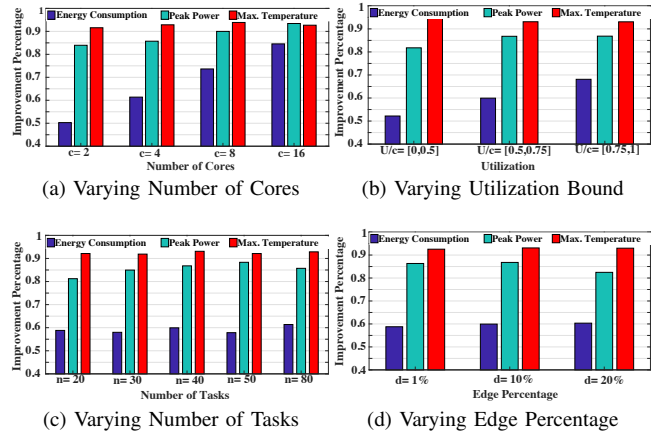 Energy Consumption Peak Power Max. Temperature
Improvement Percentage
1
0.9
0.8
0.7
0.6
0.5
0.4
c= 2 c= 4 c= 8 c= 16
Number of Cores
(a) Varying Number of Cores
Energy Consumption Peak Power Max. Temperature
Improvement Percentage
1
0.9
0.8
0.7
0.6
0.5
0.4
U/c= [0,0.5] U/c= [0.5,0.75] U/c= [0.75,1]
Utilization
(b) Varying Utilization Bound
Energy Consumption Peak Power Max. Temperature
Improvement Percentage
1
0.9
0.8
0.7
0.6
0.5
0.4
n= 20 n= 30 n= 40 n= 50 n= 80
Number of Tasks
(c) Varying Number of Tasks
Energy Consumption Peak Power Max. Temperature
Improvement Percentage
1
0.9
0.8
0.7
0.6
0.5
0.4
d= 1% d= 10% d= 20%
Edge Percentage
(d) Varying Edge Percentage